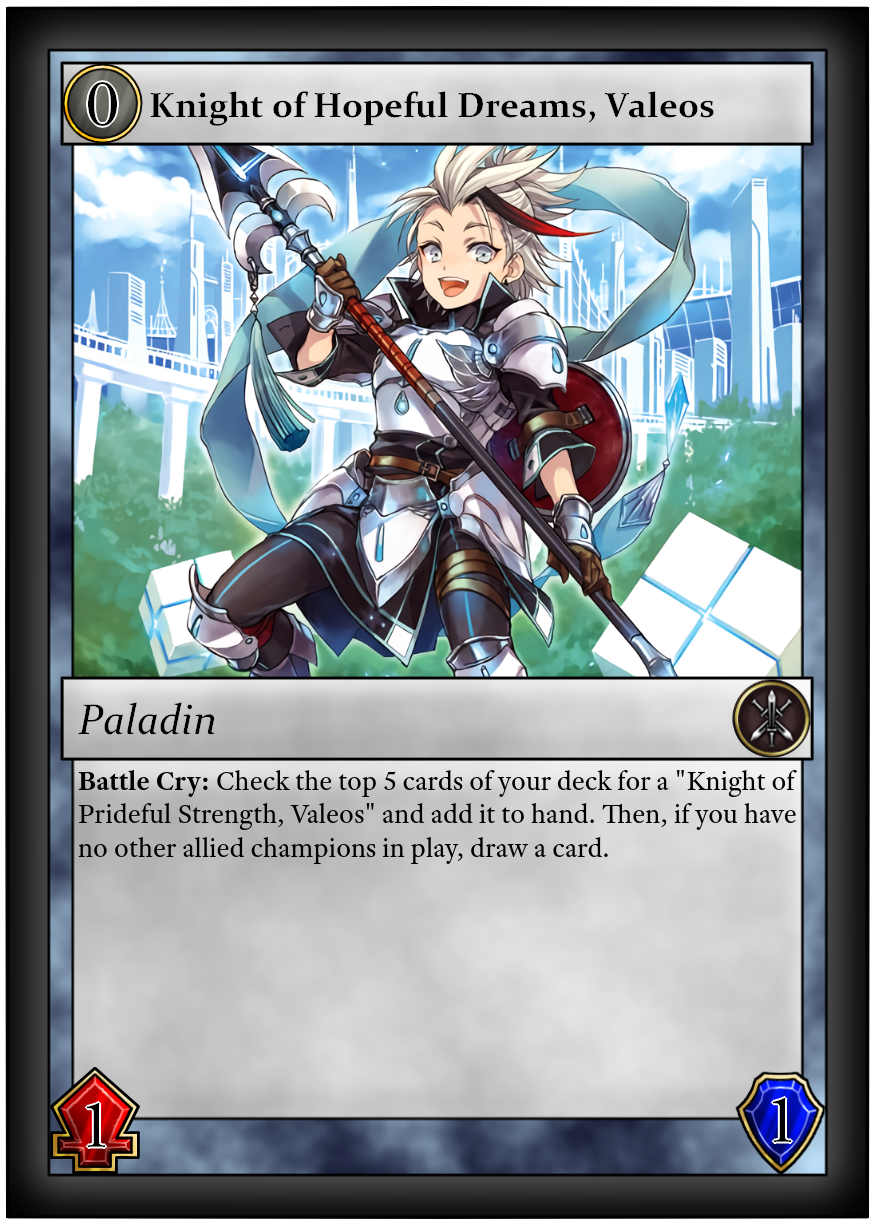 0 Knight of Hopeful Dreams, Valeos
Paladin
Battle Cry: Check the top 5 cards of your deck for a "Knight of
Prideful Strength, Valeos" and add it to hand. Then, if you have
no other allied champions in play, draw a card.
1 1